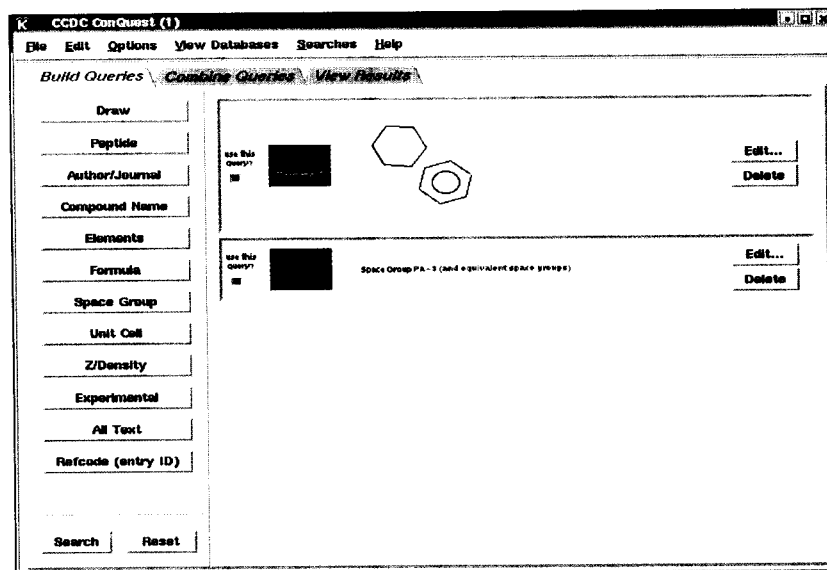 CCDC ConQuest (1)
File Edit Options View Databases Searches Help
Build Queries Combine Queries View Results
Draw
Peptide
Author/Journal
Compound Name
Elements
Formula
Space Group
Unit Cell
Z/Density
Experimental
All Text
Refcode (entry ID)
Search Reset
use this
query?
Edit...
Delete
use this
query?
Space Group PA-3 (and equivalent space groups)
Edit...
Delete